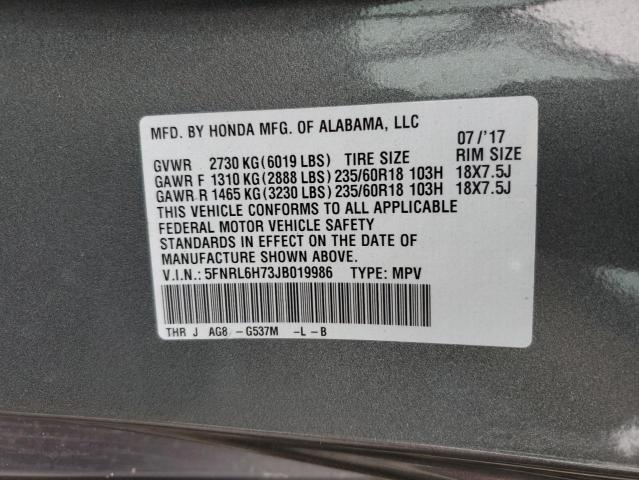 MFD. BY HONDA MFG. OF ALABAMA, LLC 07/'17
GVWR 2730 KG(6019 LBS) TIRE SIZE RIM SIZE
GAWR F 1310 KG(2888 LBS)235/60R18 103H 18X7.5J
GAWR R 1465 KG(3230 LBS)235/60R18 103H 18X7.5J
THIS VEHICLE CONFORMS TO ALL APPLICABLE
FEDERAL MOTOR VEHICLE SAFETY
STANDARDS IN EFFECT ON THE DATE OF
MANUFACTURE SHOWN ABOVE.
V.I.N.:5FNRL6H73JB019986 TYPE: MPV
THR J AG8 -G537M -L-B